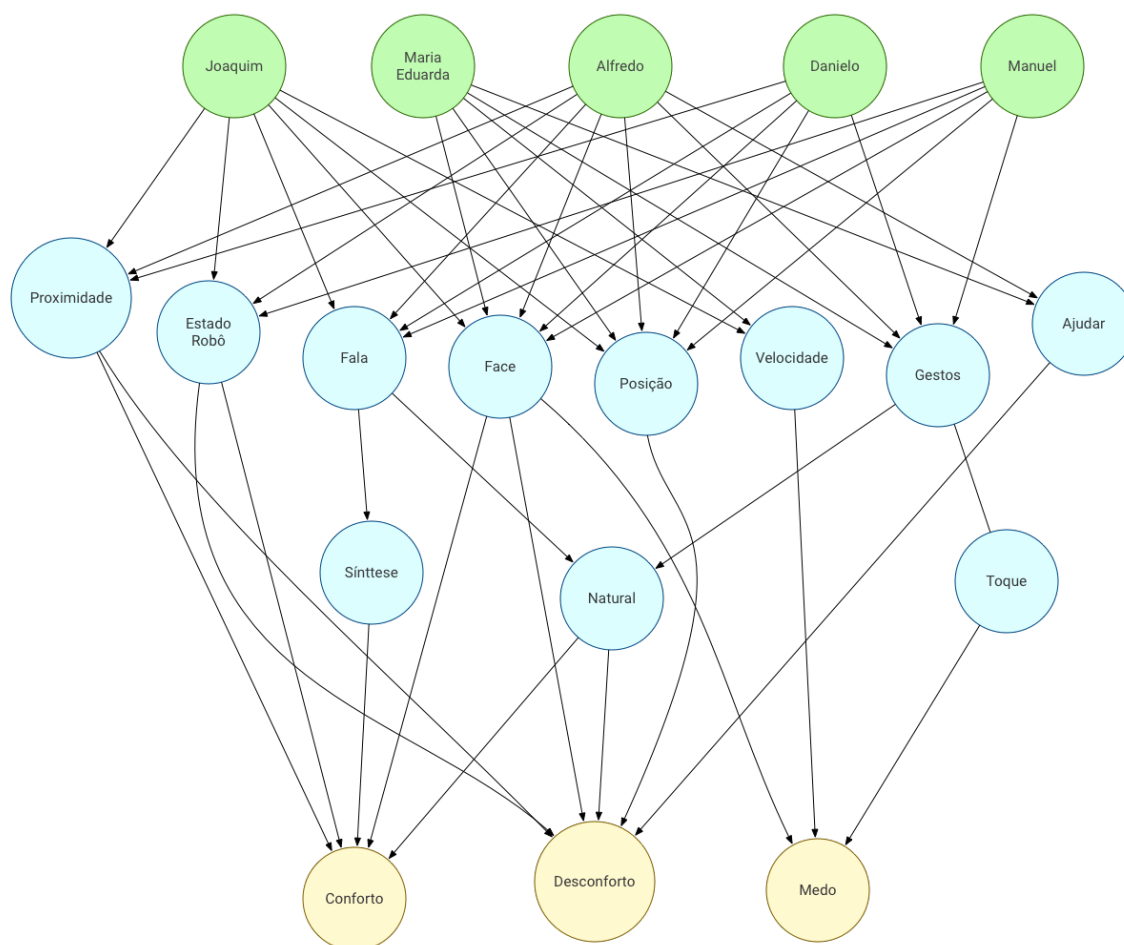 Joaquim
Maria
Eduarda
Alfredo
Danielo
Manuel
Proximidade
Estado
Robô
Fala
Face
Posição
Velocidade
Gestos
Ajudar
Sínttese
Natural
Toque
Conforto
Desconforto
Medo